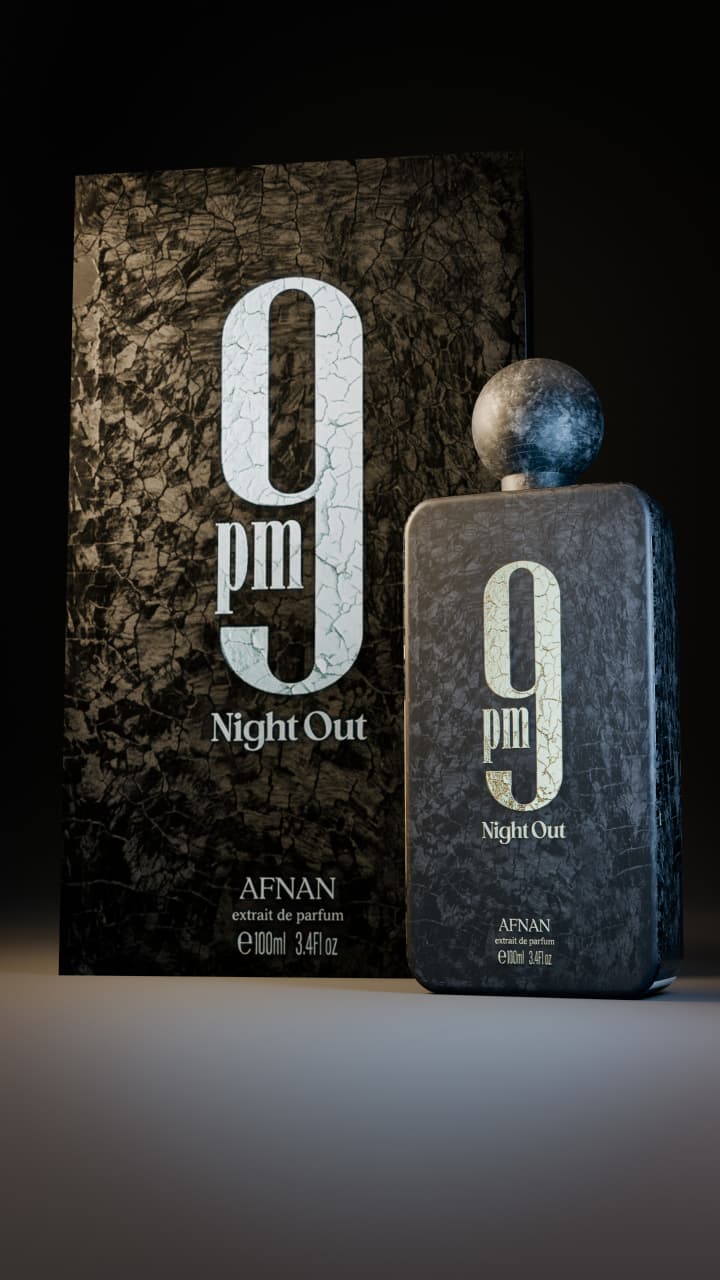 9
pm
Night Out
AFNAN
extrait de parfum
℮100ml 3.4Fl oz
9
pm
Night Out
AFNAN
extrait de parfum
℮100ml 3.4Fl oz